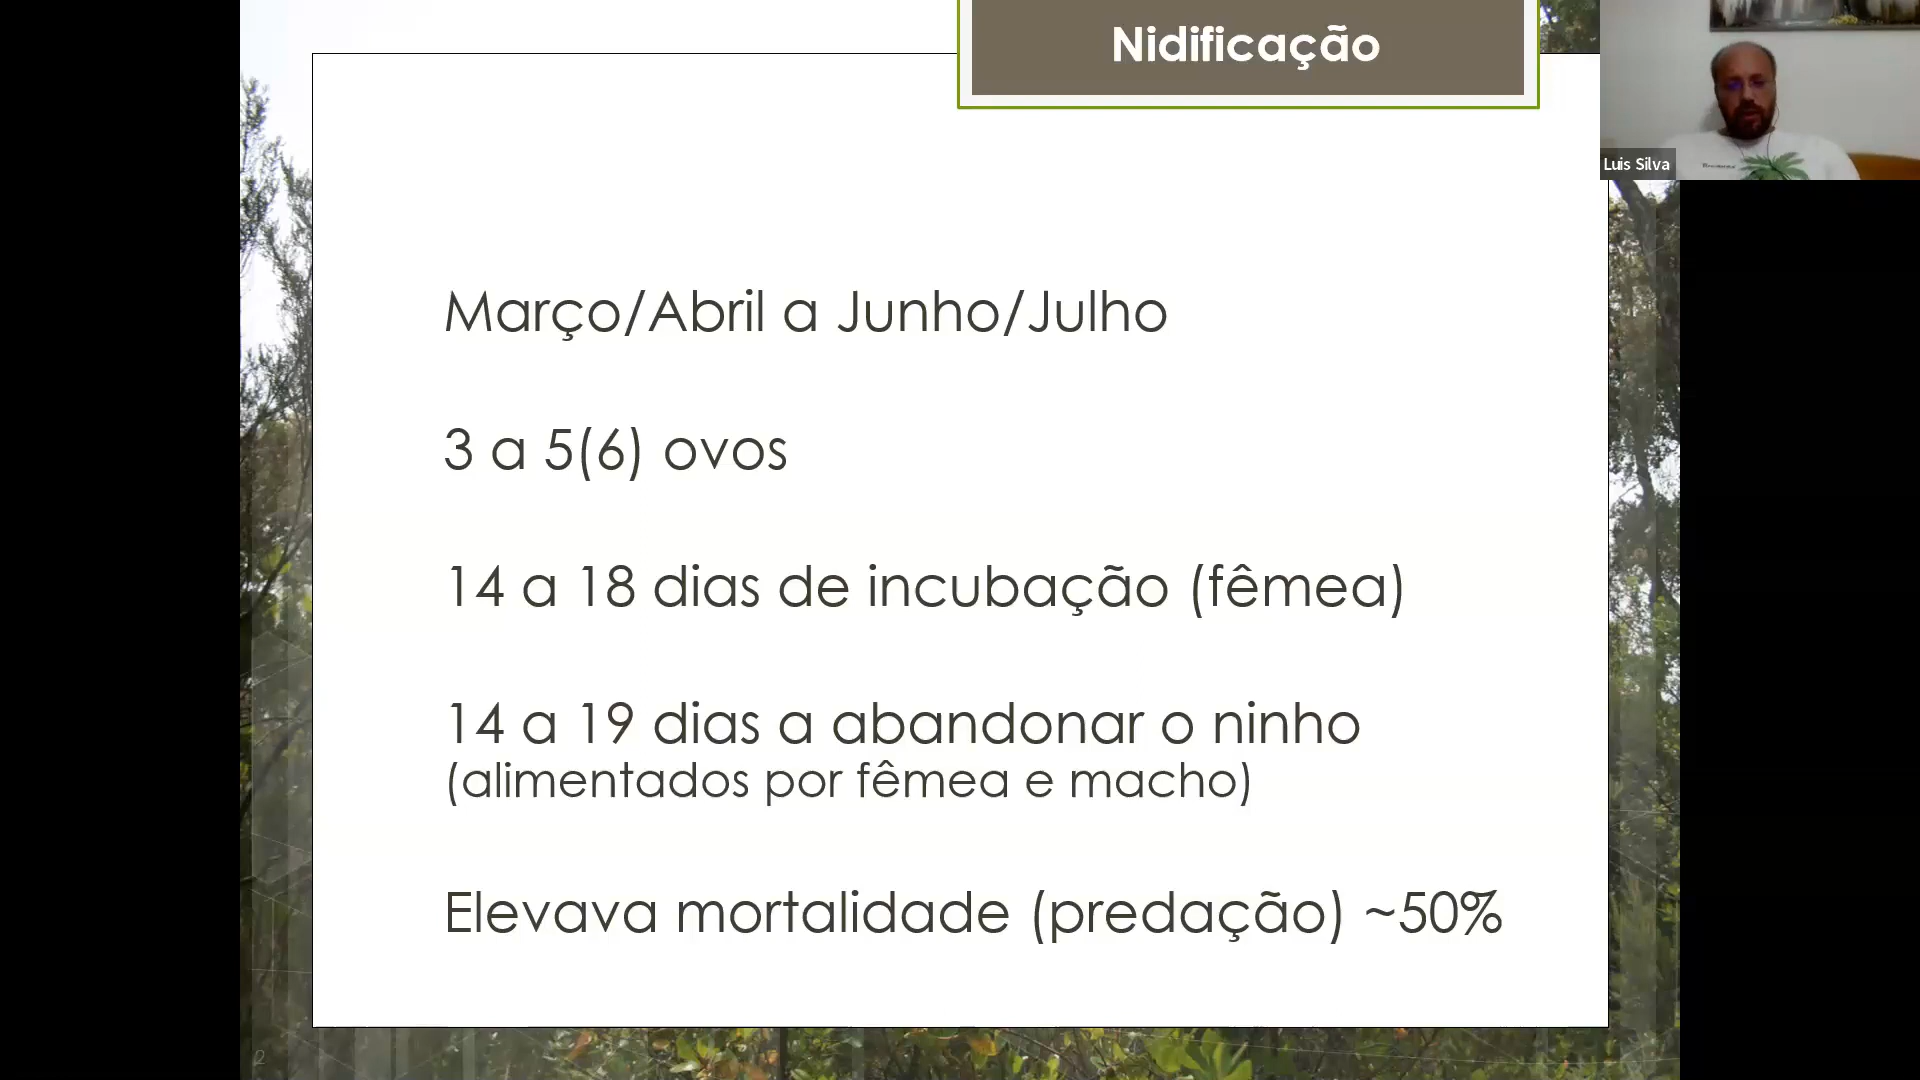 Nidificação
Luis Silva
Março/Abril a Junho/Julho
3 a 5(6) ovos
14 a 18 dias de incubação (fêmea)
14 a 19 dias a abandonar o ninho
(alimentados por fêmea e macho)
Elevava mortalidade (predação) ~50%
2